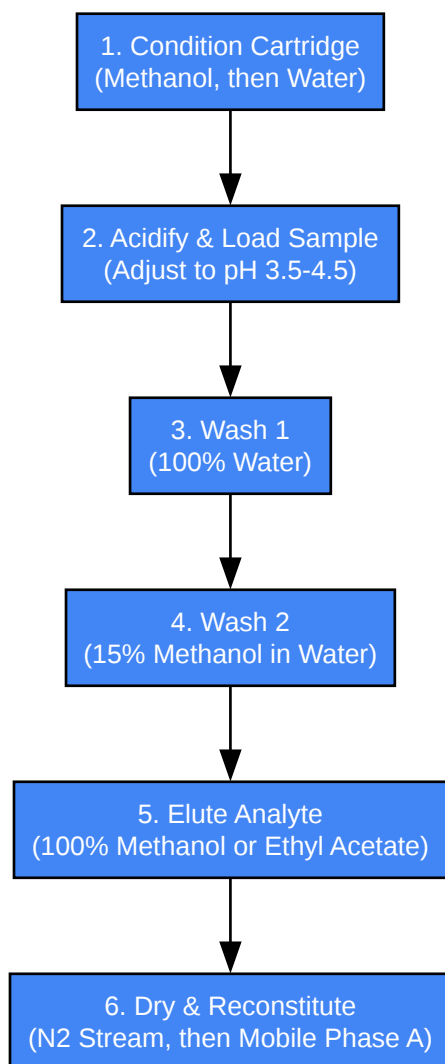 1. Condition Cartridge
(Methanol, then Water)
2. Acidify & Load Sample
(Adjust to pH 3.5-4.5)
3. Wash 1
(100% Water)
4. Wash 2
(15% Methanol in Water)
5. Elute Analyte
(100% Methanol or Ethyl Acetate)
6. Dry & Reconstitute
(N2 Stream, then Mobile Phase A)